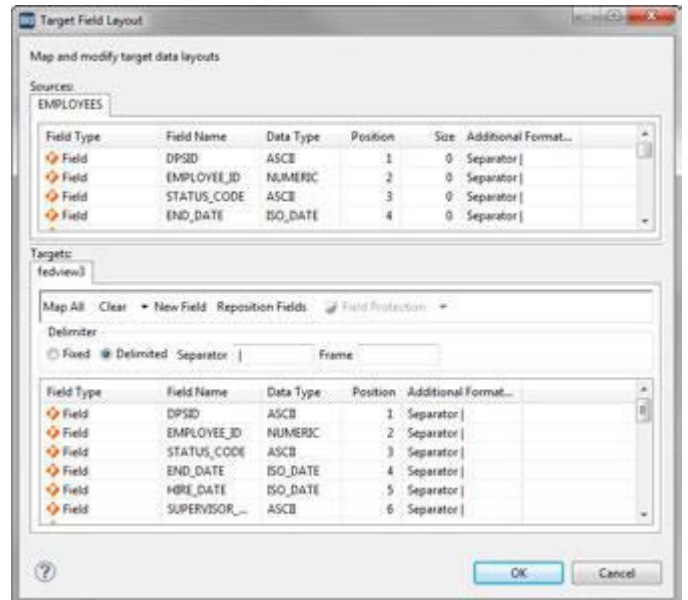 Target Field Layout
Map and modify target data layouts
Sources:
EMPLOYEES
Field Type Field Name Data Type Position Size Additional Format...
Field DPSID ASCII 1 0 Separator |
Field EMPLOYEE_ID NUMERIC 2 0 Separator |
Field STATUS_CODE ASCII 3 0 Separator |
Field END_DATE ISO_DATE 4 0 Separator |
Targets:
fedview3
Map All Clear New Field Reposition Fields Field Protection
Delimiter
Fixed Delimited Separator | Frame
Field Type Field Name Data Type Position Additional Format...
Field DPSID ASCII 1 Separator |
Field EMPLOYEE_ID NUMERIC 2 Separator |
Field STATUS_CODE ASCII 3 Separator |
Field END_DATE ISO_DATE 4 Separator |
Field HIRE_DATE ISO_DATE 5 Separator |
Field SUPERVISOR_... ASCII 6 Separator |
? OK Cancel